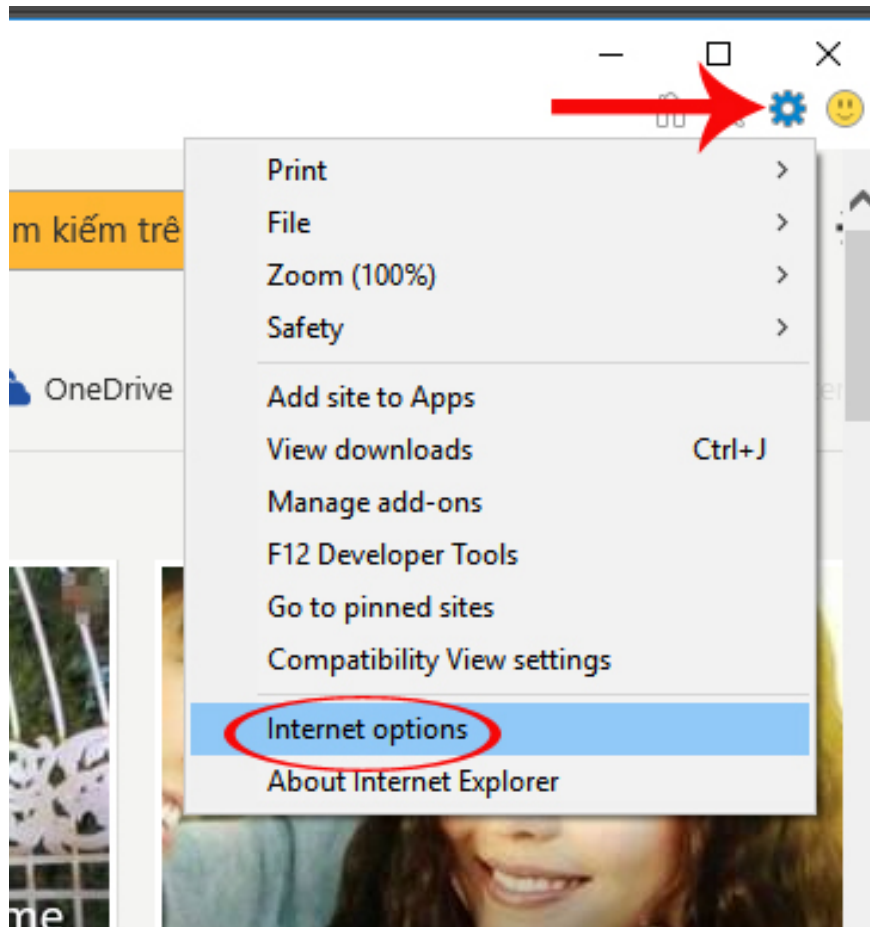 Print
File
m kiếm trê
Zoom (100%)
Safety
OneDrive
Add site to Apps
View downloads Ctrl+J
Manage add-ons
F12 Developer Tools
Go to pinned sites
Compatibility View settings
Internet options
About Internet Explorer
me